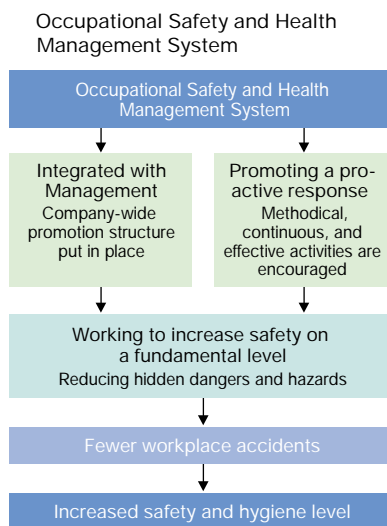 Occupational Safety and Health
Management System
Occupational Safety and Health
Management System
Integrated with
Management
Company-wide
promotion structure
put in place
Promoting a pro-
active response
Methodical,
continuous, and
effective activities are
encouraged
Working to increase safety on
a fundamental level
Reducing hidden dangers and hazards
Fewer workplace accidents
Increased safety and hygiene level